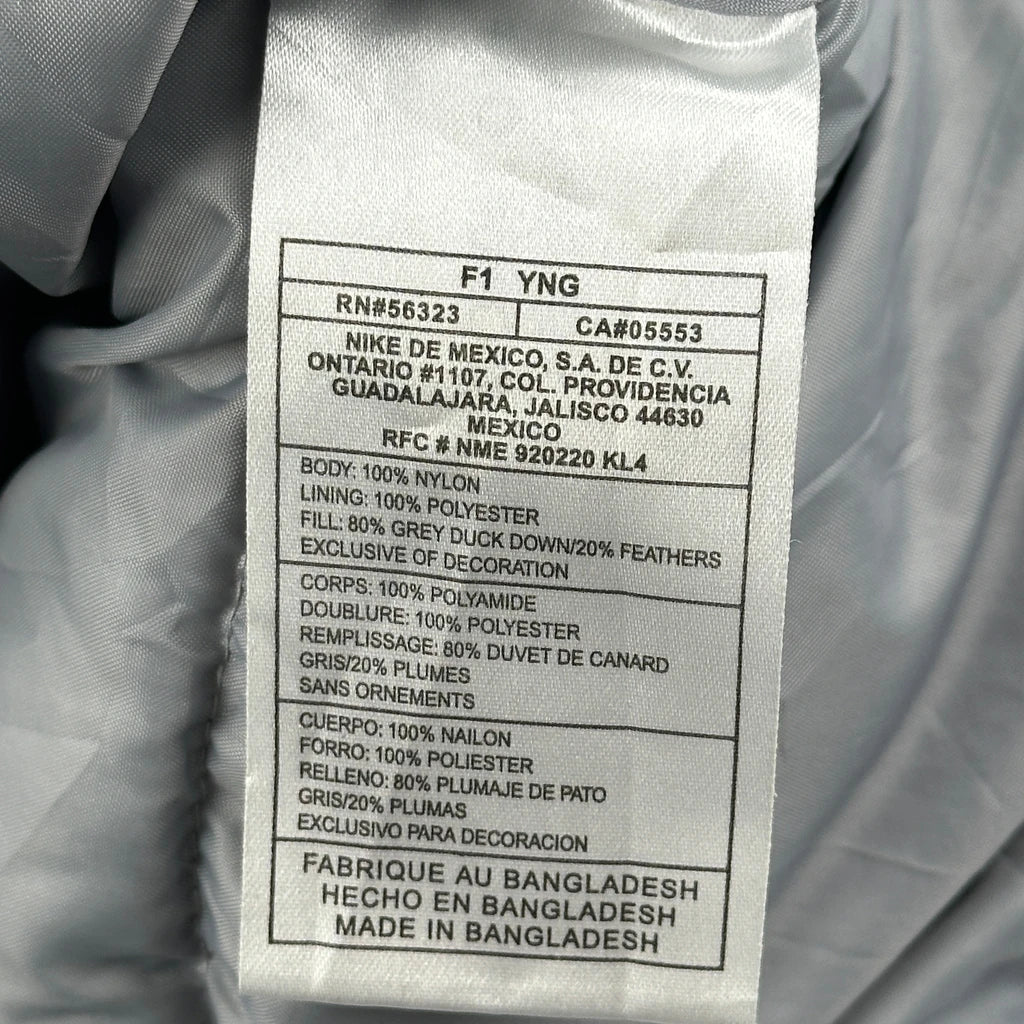 F1 YNG
RN#56323
CA#05553
NIKE DE MEXICO, S.A. DE C.V.
ONTARIO #1107, COL. PROVIDENCIA
GUADALAJARA, JALISCO 44630
MEXICO
RFC # NME 920220 KL4
BODY: 100% NYLON
LINING: 100% POLYESTER
FILL: 80% GREY DUCK DOWN/20% FEATHERS
EXCLUSIVE OF DECORATION
CORPS: 100% POLYAMIDE
DOUBLURE: 100% POLYESTER
REMPLISSAGE: 80% DUVET DE CANARD
GRIS/20% PLUMES
SANS ORNEMENTS
CUERPO: 100% NAILON
FORRO: 100% POLIESTER
RELLENO: 80% PLUMAJE DE PATO
GRIS/20% PLUMAS
EXCLUSIVO PARA DECORACION
FABRIQUE AU BANGLADESH
HECHO EN BANGLADESH
MADE IN BANGLADESH